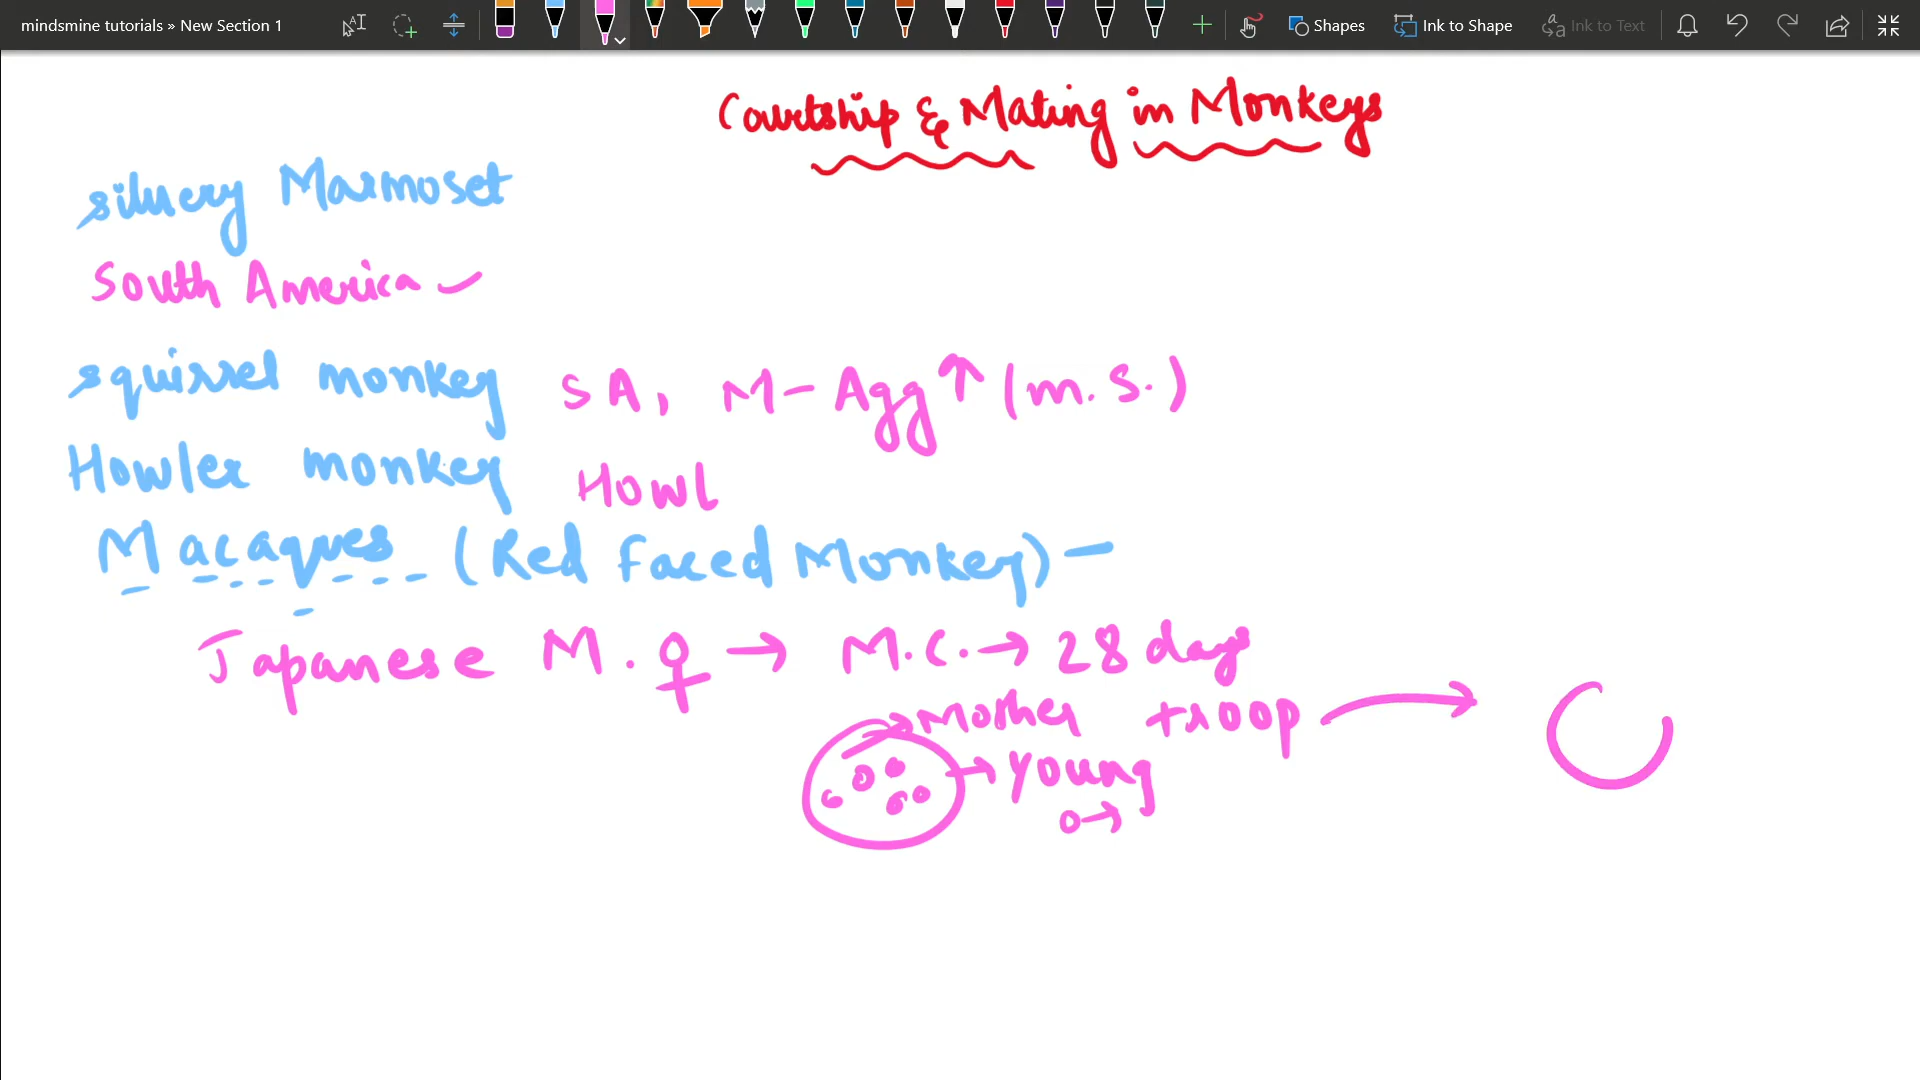 mindsmine tutorials » New Section 1
Shapes
Ink to Shape
Ink to Text
Courtship & Mating in Monkeys
silvery Marmoset
South America
squirrel monkey SA, M-Agg↑ (m.s.)
Howler monkey Howl
Macaques (Red faced Monkey) -
Japanese M. ♀ → M.C. → 28 days
→ Mother troop →
→ Young
o→